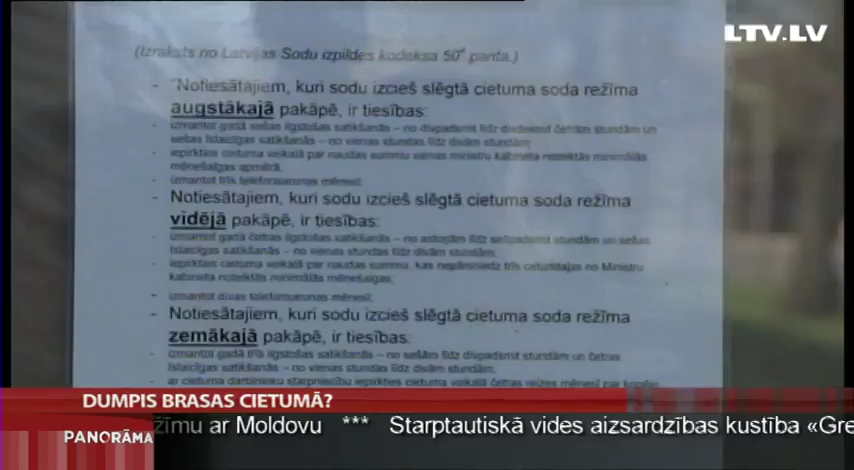 LTV.LV
(Izraksts no Latvijas Sodu izpildes kodeksa 50⁴ panta.)
- "Notiesātajiem, kuri sodu izcieš slēgtā cietuma soda režīma
augstākajā pakāpē, ir tiesības:
- izmantot gadā sešas ilgstošas satikšanās – no divpadsmit līdz divdesmit četrām stundām un
sešas īslaicīgas satikšanās – no vienas stundas līdz divām stundām;
- iepirkties cietuma veikalā par naudas summu vienas ministru kabineta noteiktās minimālās
mēnešalgas apmērā.
- izmantot trīs telefonsarunas mēnesī;
- Notiesātajiem, kuri sodu izcieš slēgtā cietuma soda režīma
vidējā pakāpē, ir tiesības:
- izmantot gadā četras ilgstošas satikšanās – no astoņām līdz sešpadsmit stundām un sešas
īslaicīgas satikšanās – no vienas stundas līdz divām stundām;
- iepirkties cietuma veikalā par naudas summu, kas nepārsniedz trīs ceturtdaļas no Ministru
kabineta noteiktās minimālās mēnešalgas;
- izmantot divas telefonsarunas mēnesī;
- Notiesātajiem, kuri sodu izcieš slēgtā cietuma soda režīma
zemākajā pakāpē, ir tiesības:
- izmantot gadā trīs ilgstošas satikšanās – no sešām līdz divpadsmit stundām un četras
īslaicīgas satikšanās – no vienas stundas līdz divām stundām;
- ar cietuma darbinieku starpniecību iepirkties cietuma veikalā četras reizes mēnesī par
DUMPIS BRASAS CIETUMĀ?
PANORĀMA
žīmu ar Moldovu *** Starptautiskā vides aizsardzības kustība «Gre